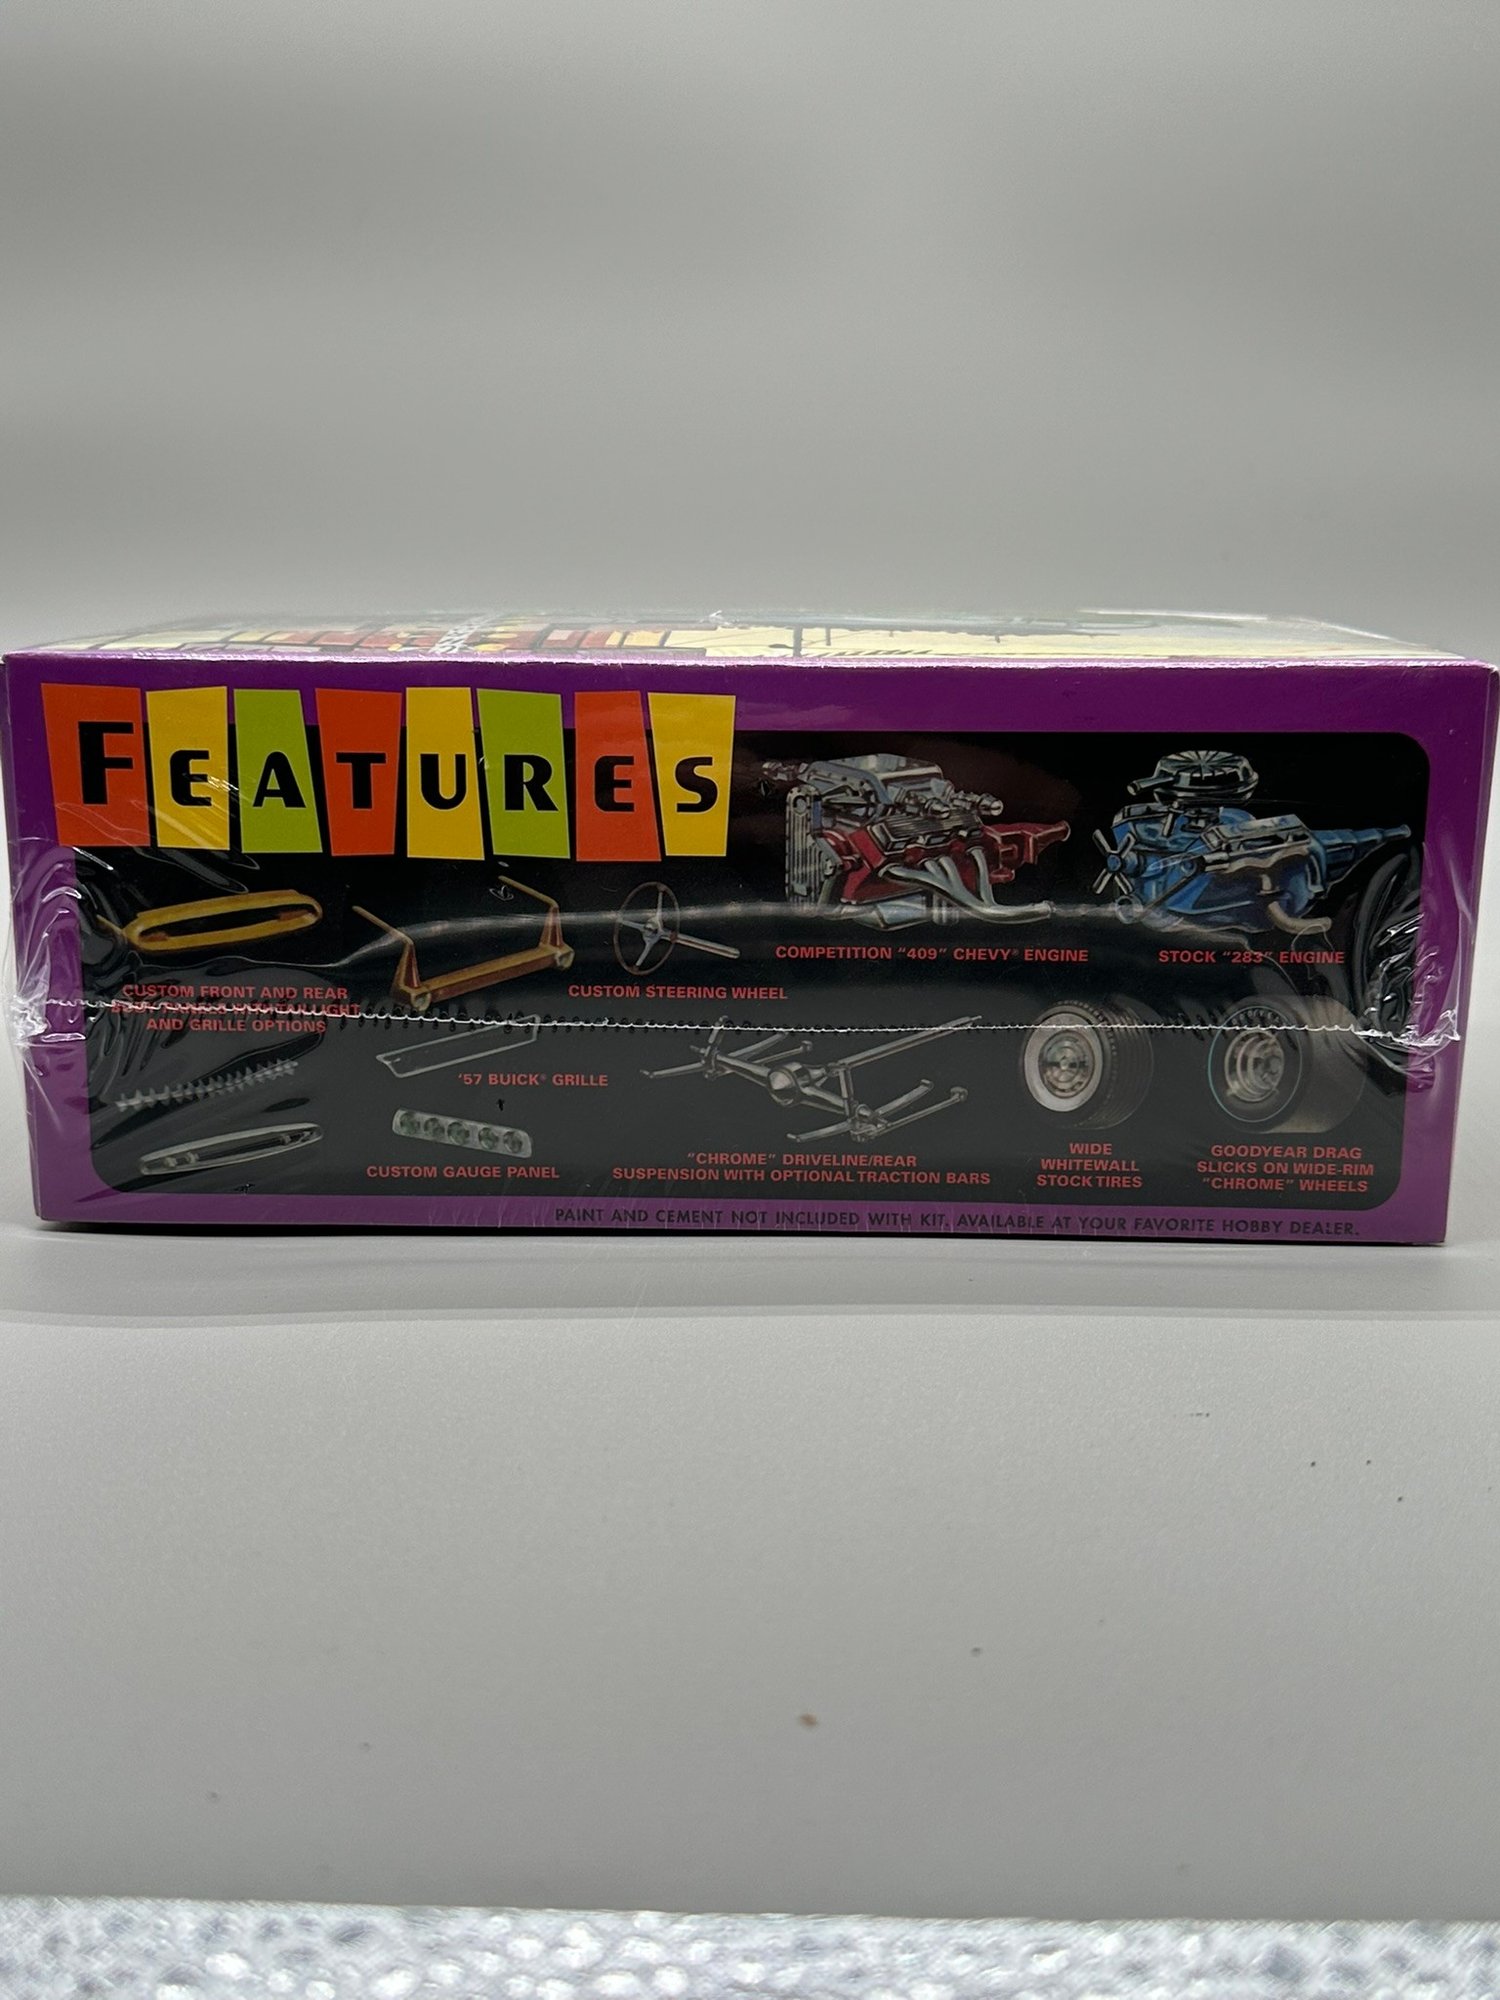 FEATURES
COMPETITION "409" CHEVY® ENGINE
STOCK "283" ENGINE
CUSTOM FRONT AND REAR
WITH TAILLIGHT
AND GRILLE OPTIONS
CUSTOM STEERING WHEEL
'57 BUICK® GRILLE
CUSTOM GAUGE PANEL
"CHROME" DRIVELINE/REAR
SUSPENSION WITH OPTIONAL TRACTION BARS
WIDE
WHITEWALL
STOCK TIRES
GOODYEAR DRAG
SLICKS ON WIDE-RIM
"CHROME" WHEELS
PAINT AND CEMENT NOT INCLUDED WITH KIT. AVAILABLE AT YOUR FAVORITE HOBBY DEALER.